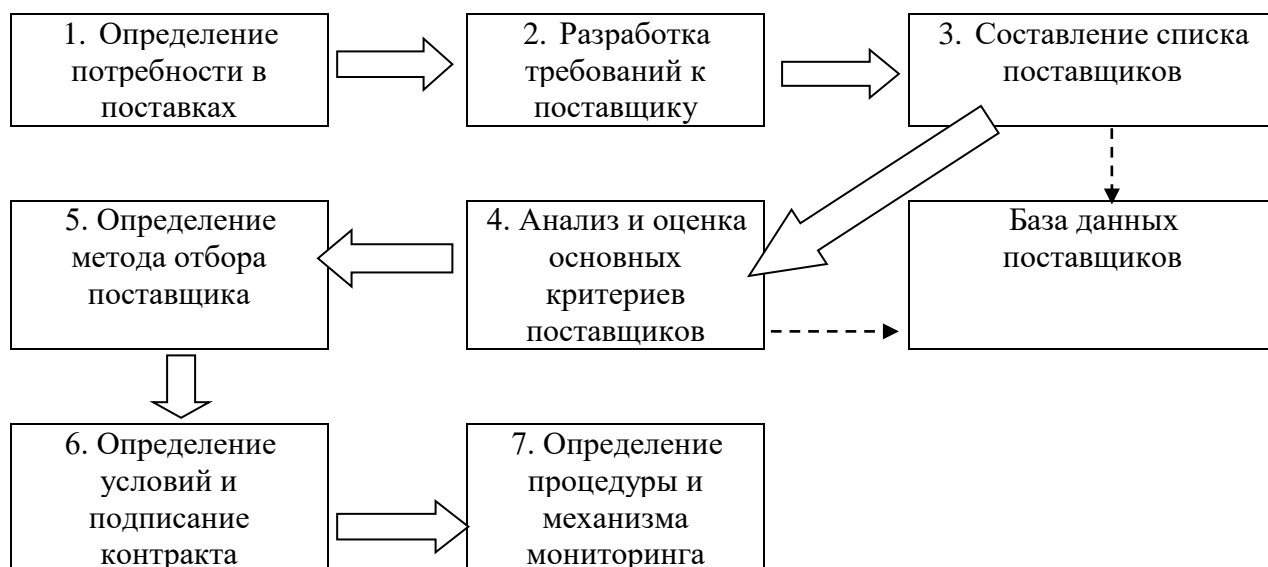 1. Определение
потребности в
поставках
2. Разработка
требований к
поставщику
3. Составление списка
поставщиков
5. Определение
метода отбора
поставщика
4. Анализ и оценка
основных
критериев
поставщиков
База данных
поставщиков
6. Определение
условий и
подписание
контракта
7. Определение
процедуры и
механизма
мониторинга